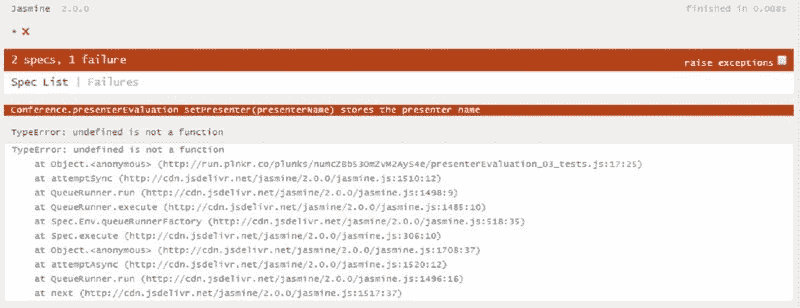 Jasmine 2.0.0 finished in 0.008s
• ×
2 specs, 1 failure raise exceptions
Spec List | Failures
Conference.presenterEvaluation setPresenter(presenterName) stores the presenter name
TypeError: undefined is not a function
TypeError: undefined is not a function
at Object.<anonymous> (http://run.plnkr.co/plunks/ /presenterEvaluation_03_tests.js:17:25)
at attemptSync (http://cdn.jsdelivr.net/jasmine/2.0.0/jasmine.js:1510:12)
at QueueRunner.run (http://cdn.jsdelivr.net/jasmine/2.0.0/jasmine.js:1498:9)
at QueueRunner.execute (http://cdn.jsdelivr.net/jasmine/2.0.0/jasmine.js:1485:10)
at Spec.Env.queueRunnerFactory (http://cdn.jsdelivr.net/jasmine/2.0.0/jasmine.js:518:35)
at Spec.execute (http://cdn.jsdelivr.net/jasmine/2.0.0/jasmine.js:306:10)
at Object.<anonymous> (http://cdn.jsdelivr.net/jasmine/2.0.0/jasmine.js:1708:37)
at attemptAsync (http://cdn.jsdelivr.net/jasmine/2.0.0/jasmine.js:1520:12)
at QueueRunner.run (http://cdn.jsdelivr.net/jasmine/2.0.0/jasmine.js:1496:16)
at next (http://cdn.jsdelivr.net/jasmine/2.0.0/jasmine.js:1517:37)